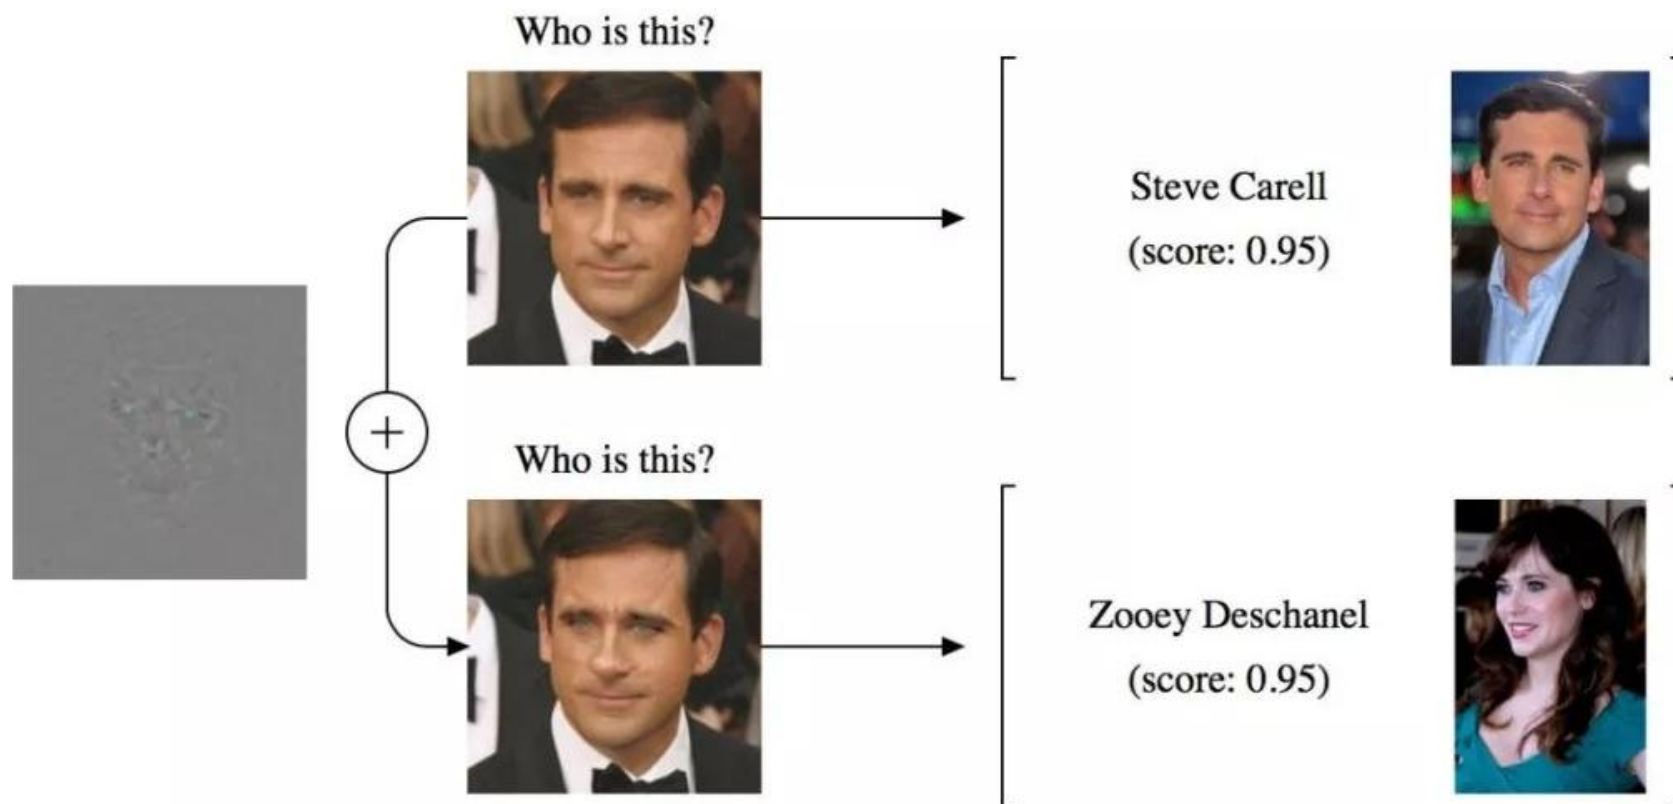 Who is this?
Steve Carell
(score: 0.95)
+
Who is this?
Zooey Deschanel
(score: 0.95)